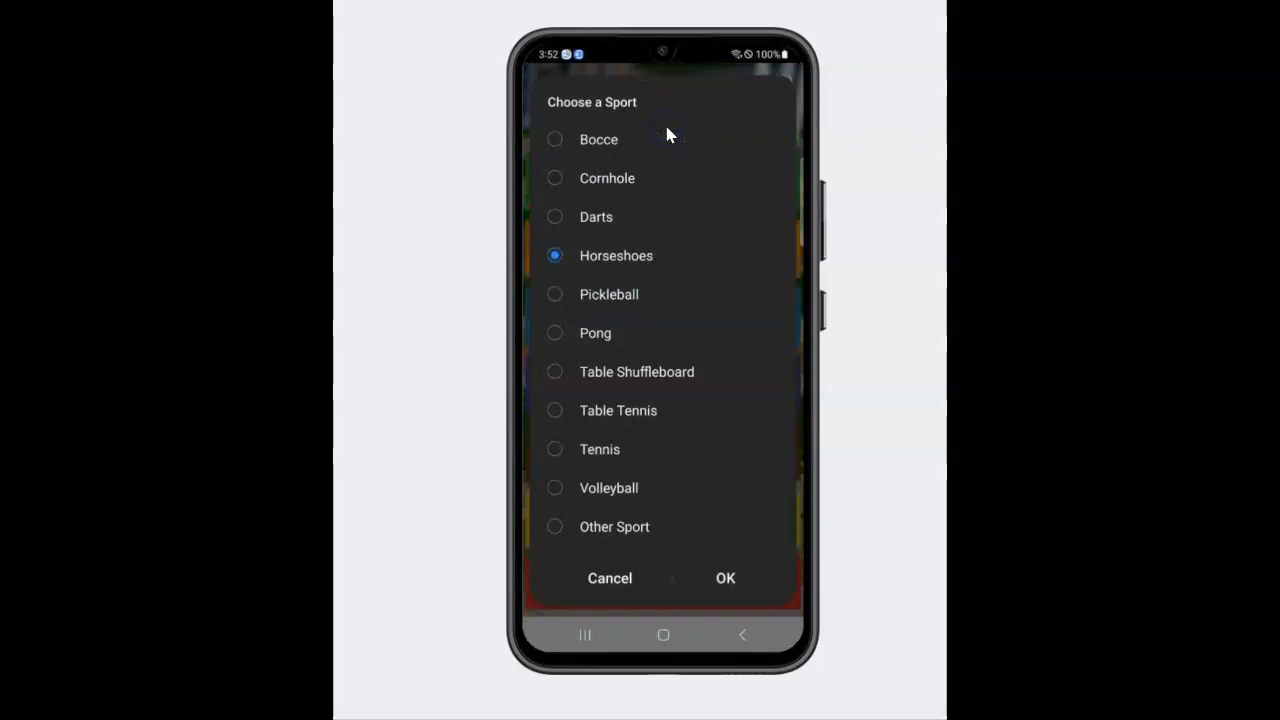 3:52
100%
Choose a Sport
Bocce
Cornhole
Darts
Horseshoes
Pickleball
Pong
Table Shuffleboard
Table Tennis
Tennis
Volleyball
Other Sport
Cancel
OK